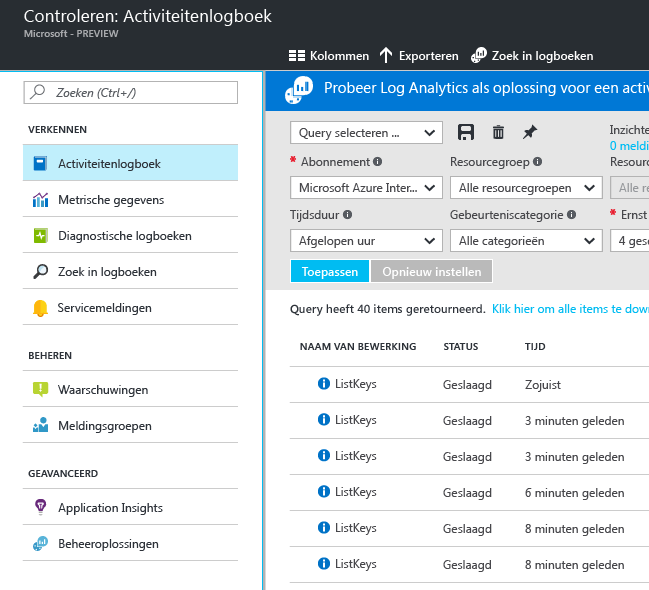 Controleren: Activiteitenlogboek
Microsoft - PREVIEW
Kolommen Exporteren Zoek in logboeken
Zoeken (Ctrl+/)
VERKENNEN
Activiteitenlogboek
Metrische gegevens
Diagnostische logboeken
Zoek in logboeken
Servicemeldingen
BEHEREN
Waarschuwingen
Meldingsgroepen
GEAVANCEERD
Application Insights
Beheeroplossingen
Probeer Log Analytics als oplossing voor een activ
Query selecteren ... Inzichte
0 meldi
* Abonnement Resourcegroep Resourc
Microsoft Azure Inter... Alle resourcegroepen Alle re
Tijdsduur Gebeurteniscategorie * Ernst
Afgelopen uur Alle categorieën 4 gese
Toepassen Opnieuw instellen
Query heeft 40 items geretourneerd. Klik hier om alle items te dow
NAAM VAN BEWERKING STATUS TIJD
ListKeys Geslaagd Zojuist
ListKeys Geslaagd 3 minuten geleden
ListKeys Geslaagd 3 minuten geleden
ListKeys Geslaagd 6 minuten geleden
ListKeys Geslaagd 8 minuten geleden
ListKeys Geslaagd 8 minuten geleden